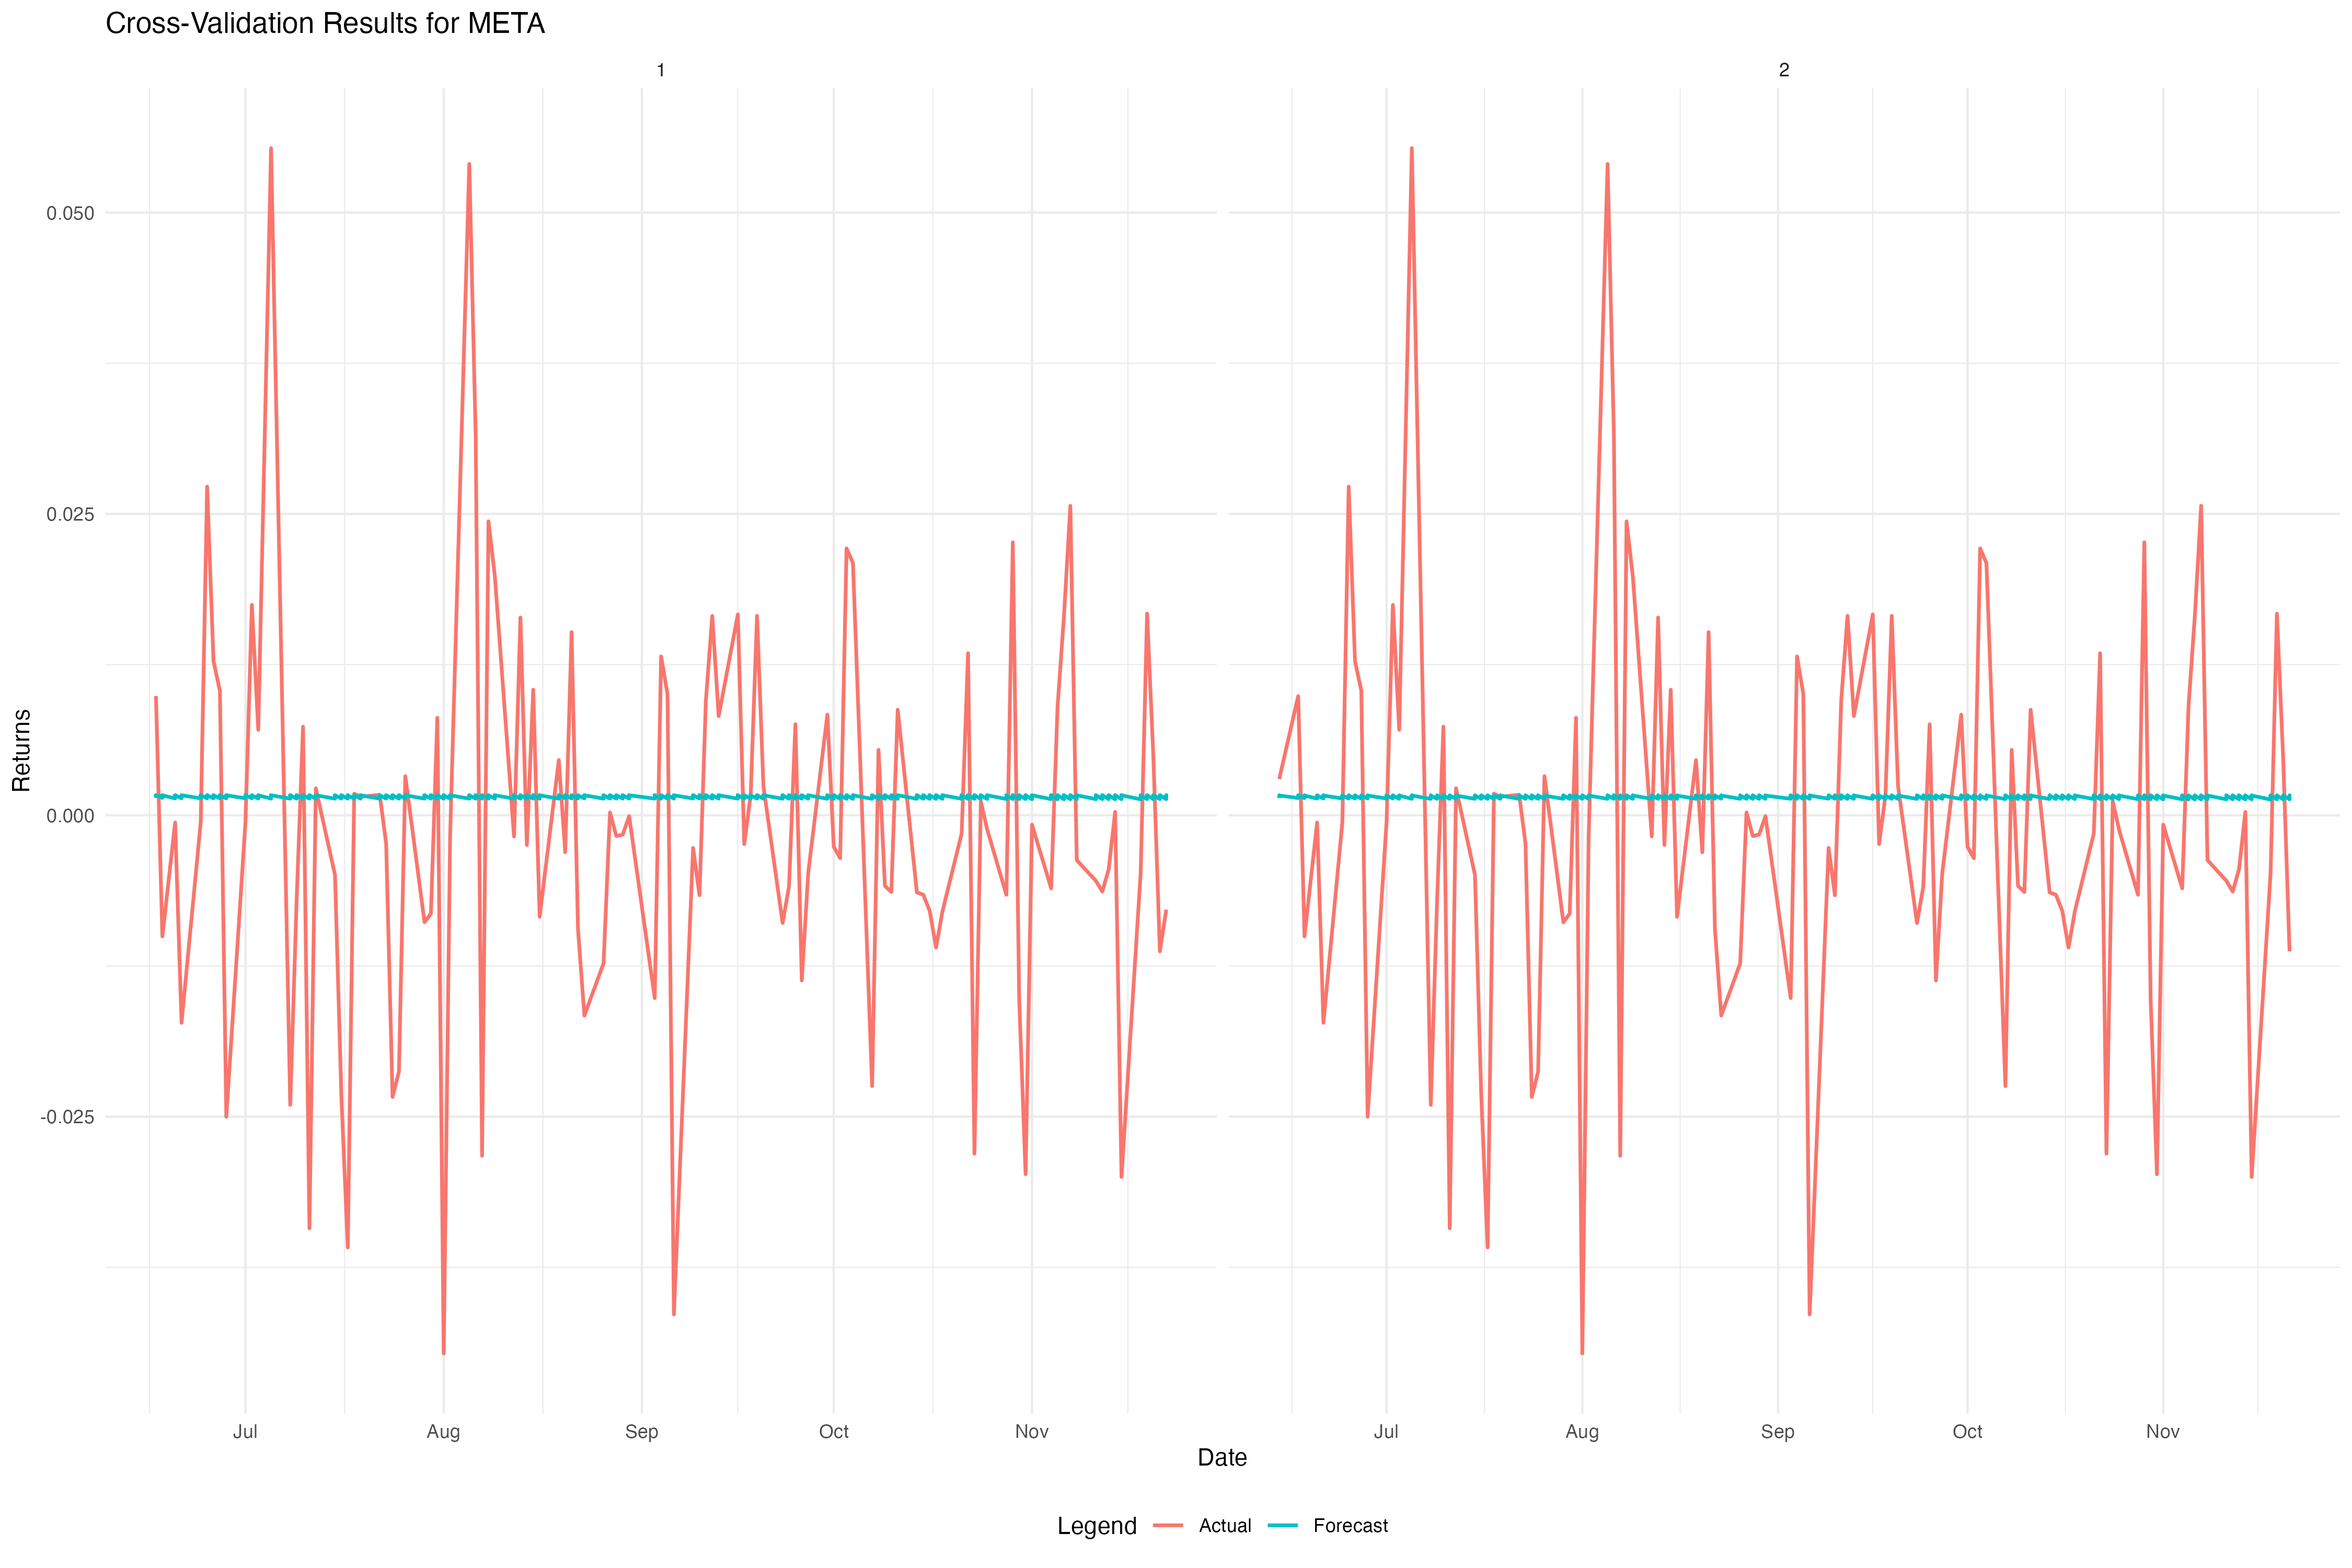 Cross-Validation Results for META
1 2
Returns
0.050
0.025
0.000
-0.025
Jul Aug Sep Oct Nov Jul Aug Sep Oct Nov
Date
Legend Actual Forecast